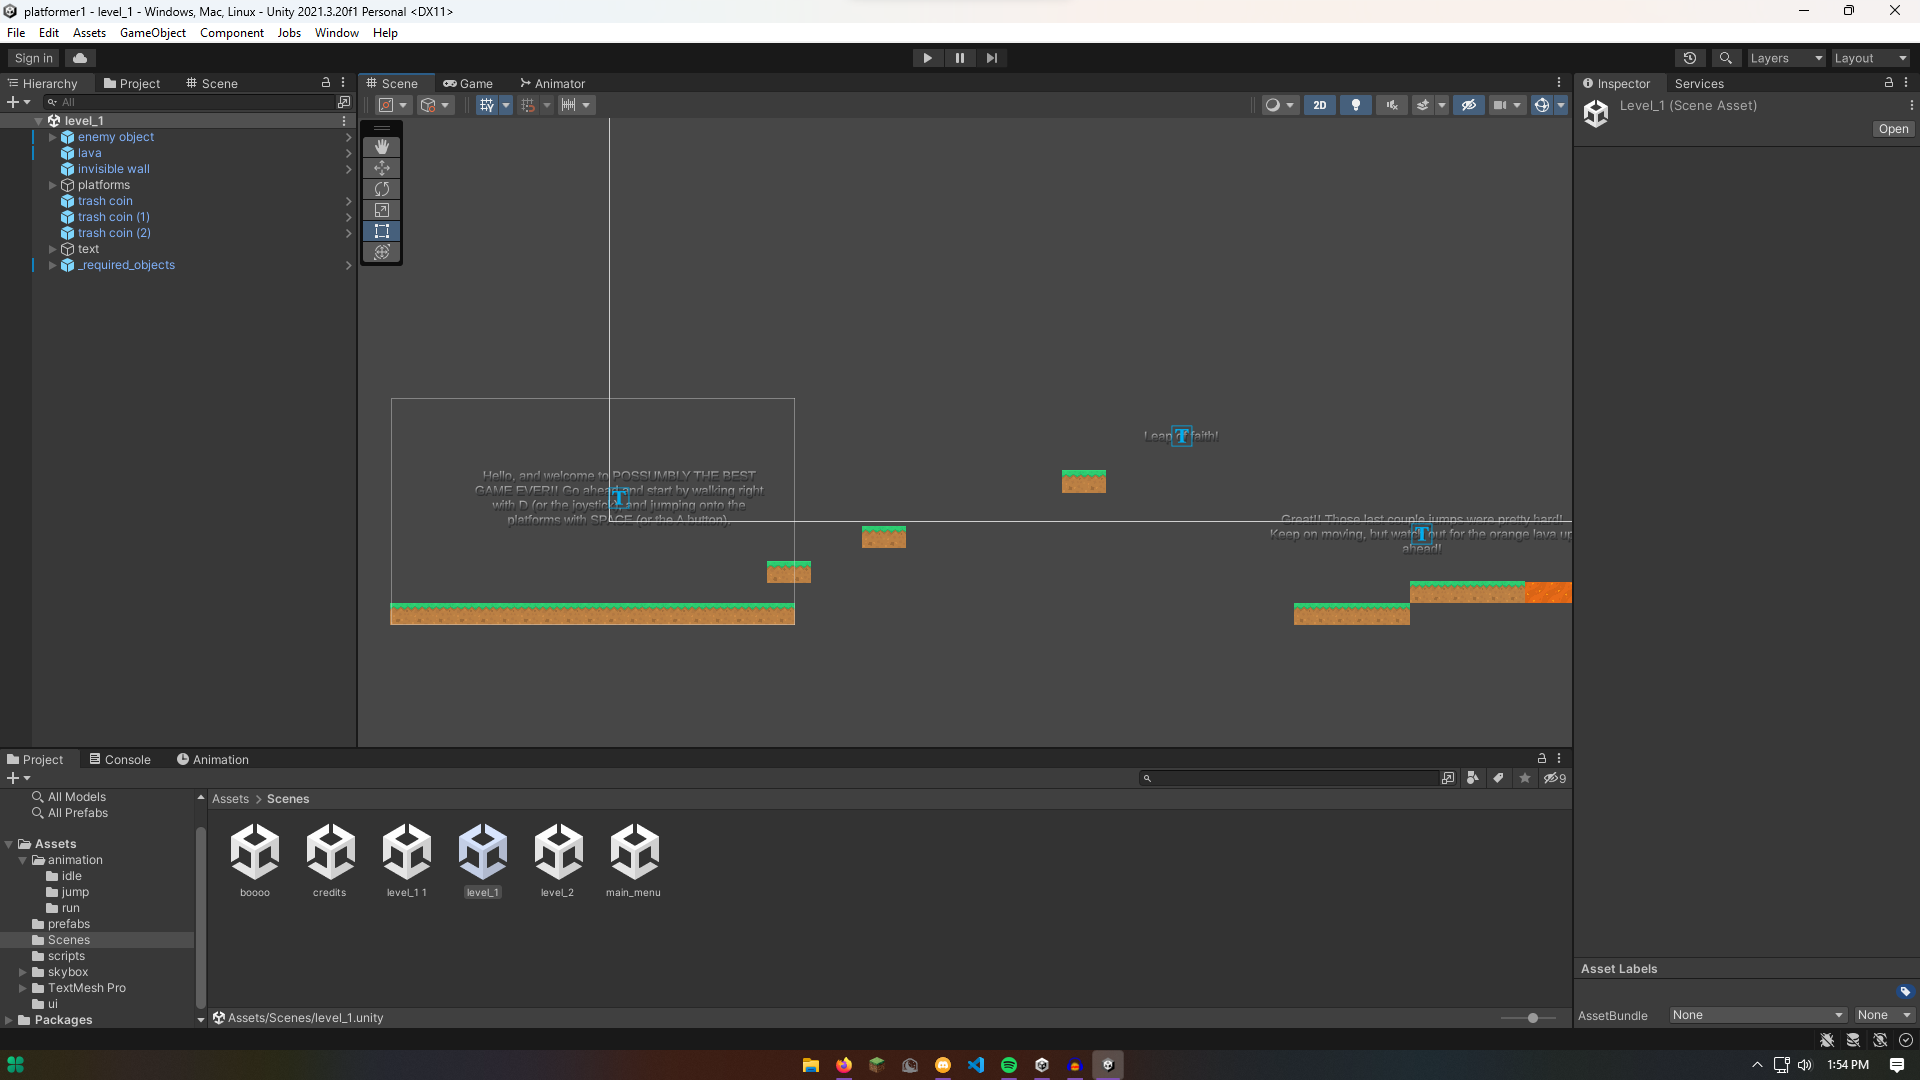 platformer1 - level_1 - Windows, Mac, Linux - Unity 2021.3.20f1 Personal <DX11>
File Edit Assets GameObject Component Jobs Window Help
Sign in
Layers
Layout
Hierarchy
Project
Scene
Scene
Game
Animator
Inspector
Services
All
2D
Level_1 (Scene Asset)
Open
level_1
enemy object
lava
invisible wall
platforms
trash coin
trash coin (1)
trash coin (2)
text
_required_objects
Leap of faith!
Hello, and welcome to POSSUMBLY THE BEST
GAME EVER!! Go ahead and start by walking right
with D (or the joystick) and jumping onto the
platforms with SPACE (or the A button).
Great!! Those last couple jumps were pretty hard!
Keep on moving, but watch out for the orange lava up
ahead!
Project
Console
Animation
9
All Models
All Prefabs
Assets
animation
idle
jump
run
prefabs
Scenes
scripts
skybox
TextMesh Pro
ui
Packages
Assets > Scenes
boooo
credits
level_1 1
level_1
level_2
main_menu
Assets/Scenes/level_1.unity
Asset Labels
AssetBundle
None
None
1:54 PM